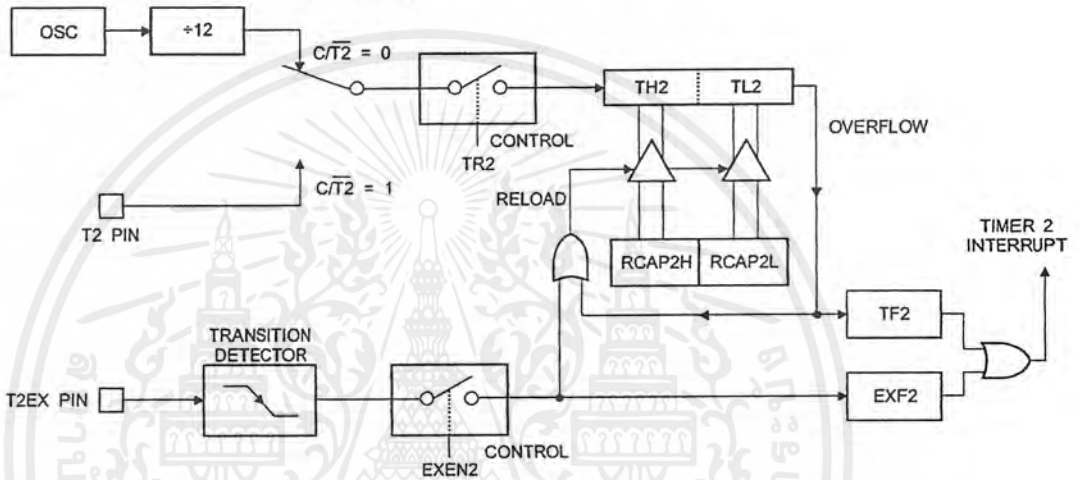 OSC
÷12
C/T2̅ = 0
TH2
TL2
CONTROL
TR2
OVERFLOW
C/T2̅ = 1
T2 PIN
RELOAD
RCAP2H
RCAP2L
TIMER 2
INTERRUPT
TF2
TRANSITION
DETECTOR
T2EX PIN
EXF2
CONTROL
EXEN2